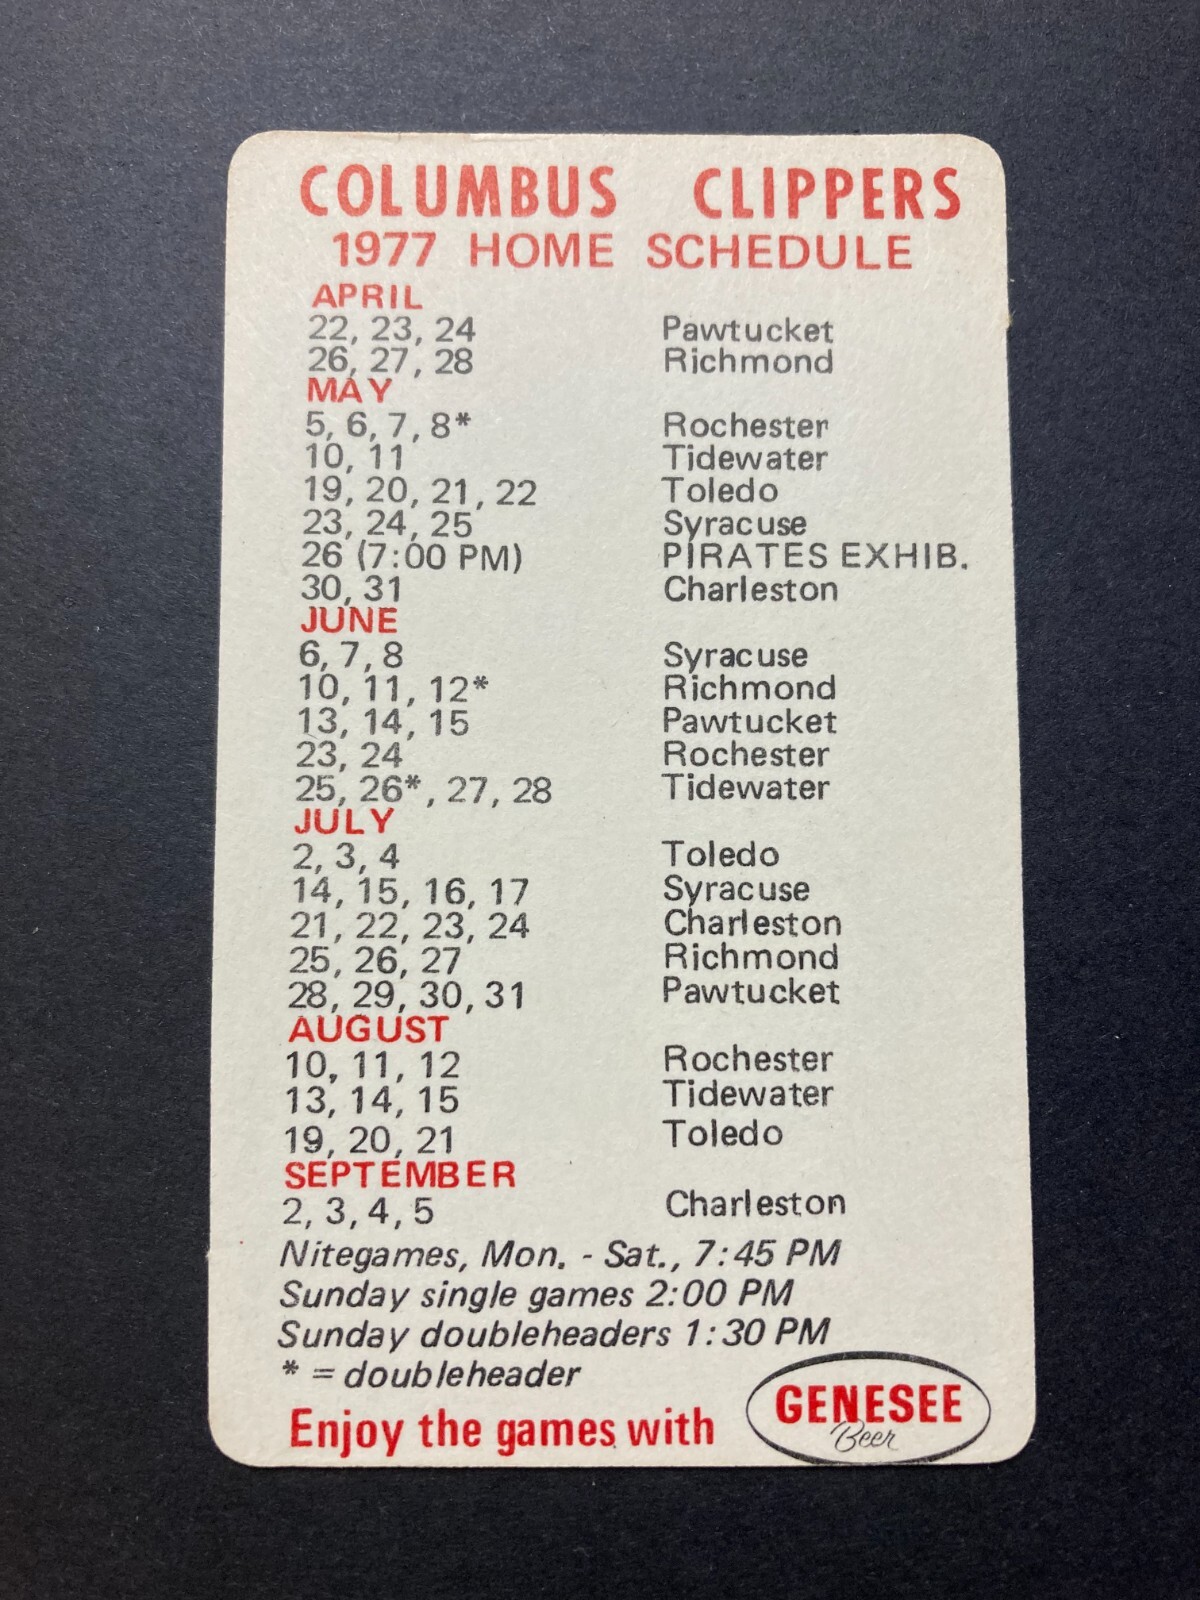 COLUMBUS CLIPPERS
1977 HOME SCHEDULE
APRIL
22, 23, 24 Pawtucket
26, 27, 28 Richmond
MAY
5, 6, 7, 8* Rochester
10, 11 Tidewater
19, 20, 21, 22 Toledo
23, 24, 25 Syracuse
26 (7:00 PM) PIRATES EXHIB.
30, 31 Charleston
JUNE
6, 7, 8 Syracuse
10, 11, 12* Richmond
13, 14, 15 Pawtucket
23, 24 Rochester
25, 26*, 27, 28 Tidewater
JULY
2, 3, 4 Toledo
14, 15, 16, 17 Syracuse
21, 22, 23, 24 Charleston
25, 26, 27 Richmond
28, 29, 30, 31 Pawtucket
AUGUST
10, 11, 12 Rochester
13, 14, 15 Tidewater
19, 20, 21 Toledo
SEPTEMBER
2, 3, 4, 5 Charleston
Nitegames, Mon. - Sat., 7:45 PM
Sunday single games 2:00 PM
Sunday doubleheaders 1:30 PM
* = doubleheader
Enjoy the games with GENESEE
Beer